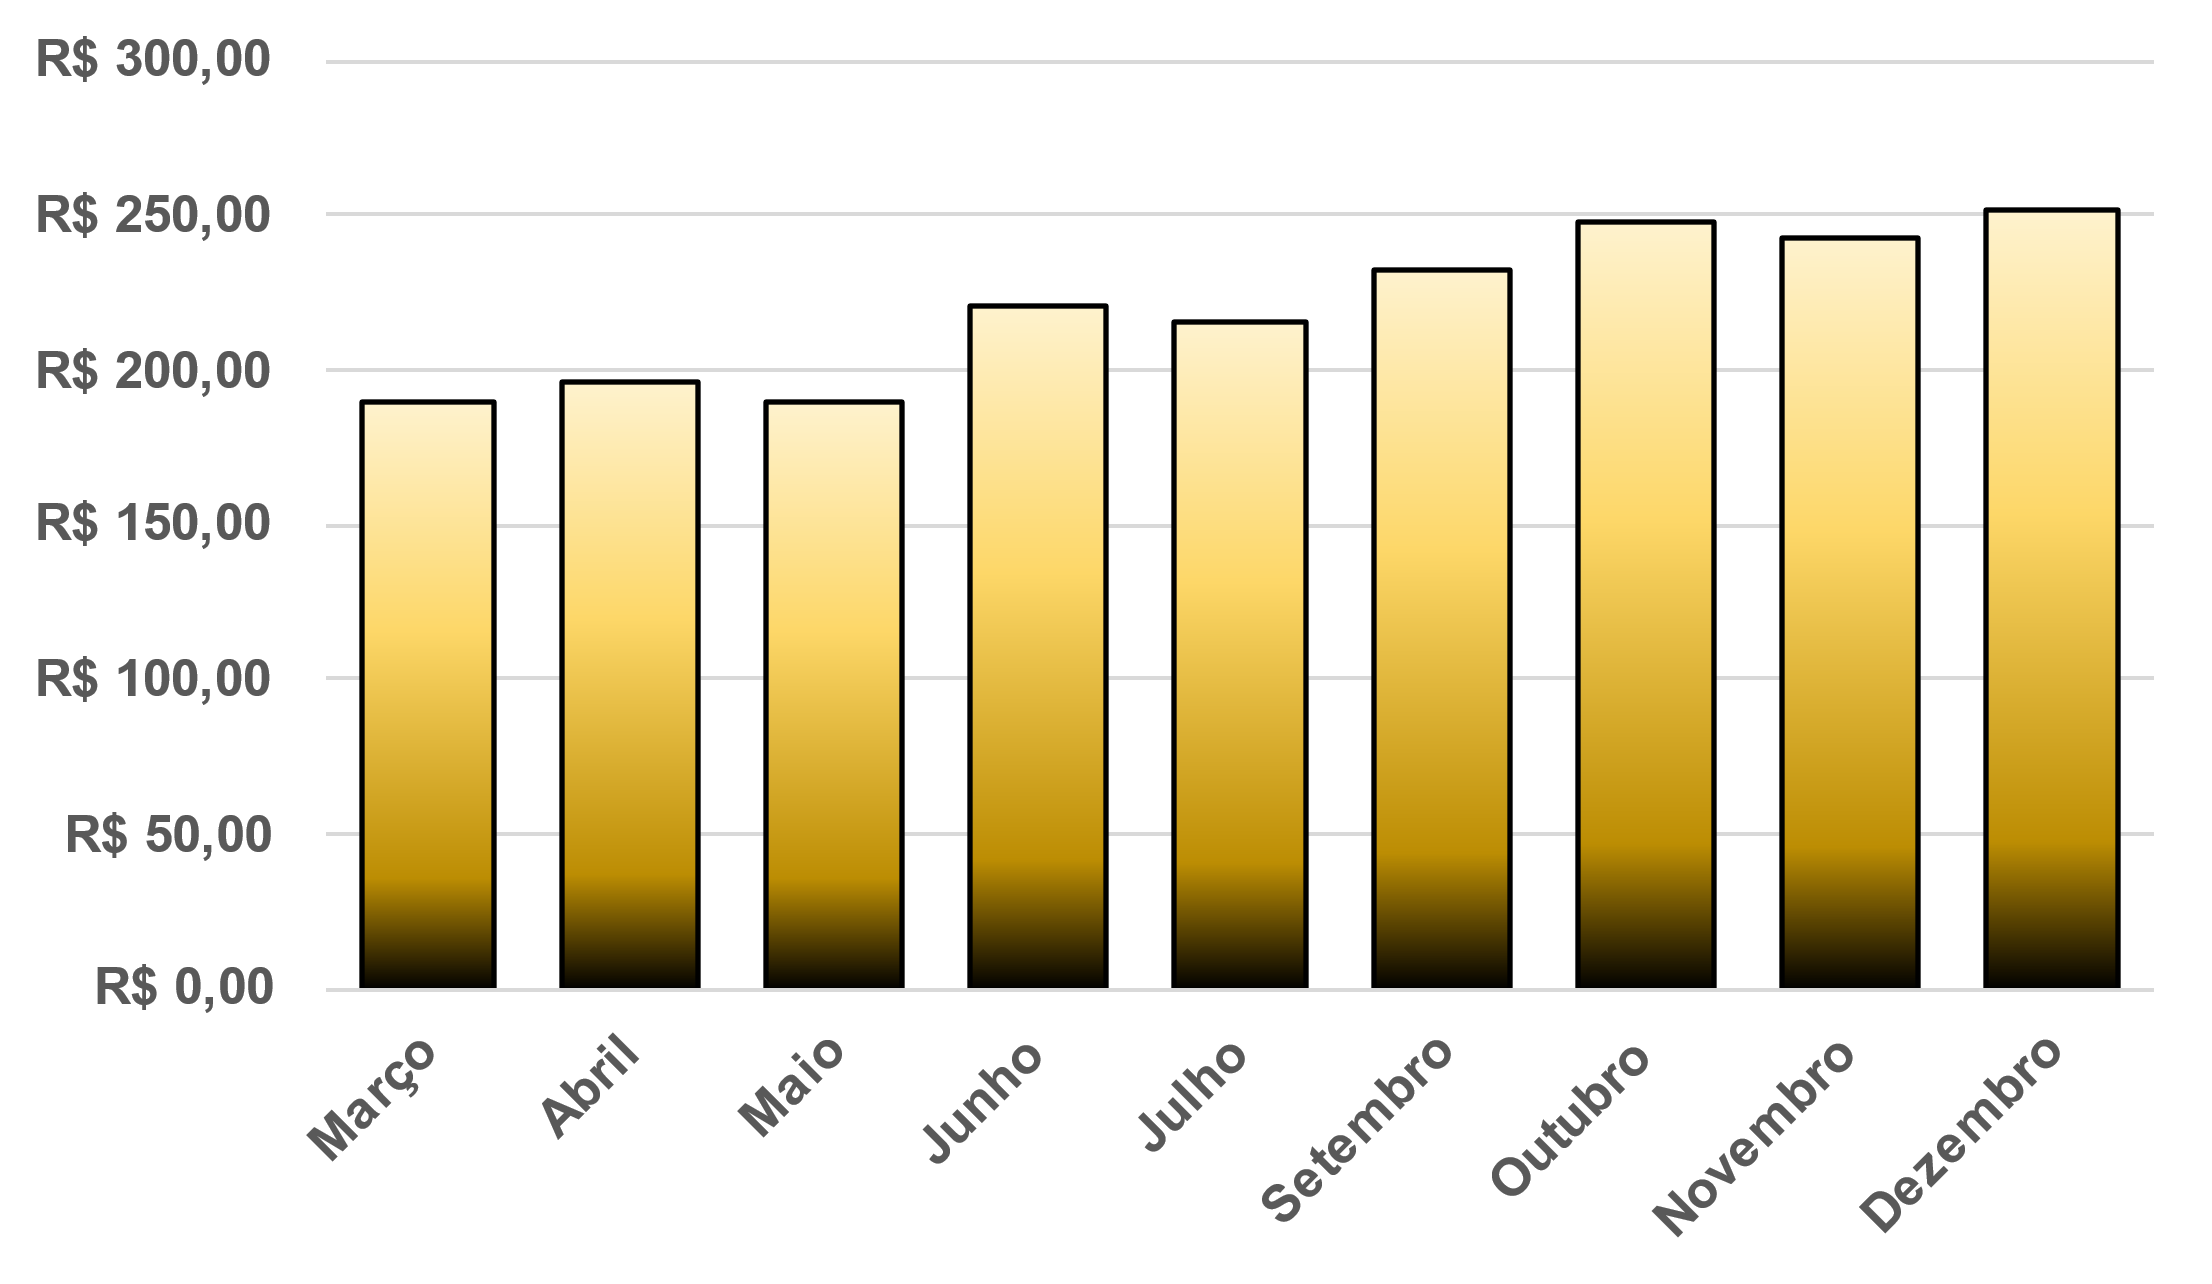 R$ 300,00
R$ 250,00
R$ 200,00
R$ 150,00
R$ 100,00
R$ 50,00
R$ 0,00
Março
Abril
Maio
Junho
Julho
Setembro
Outubro
Novembro
Dezembro